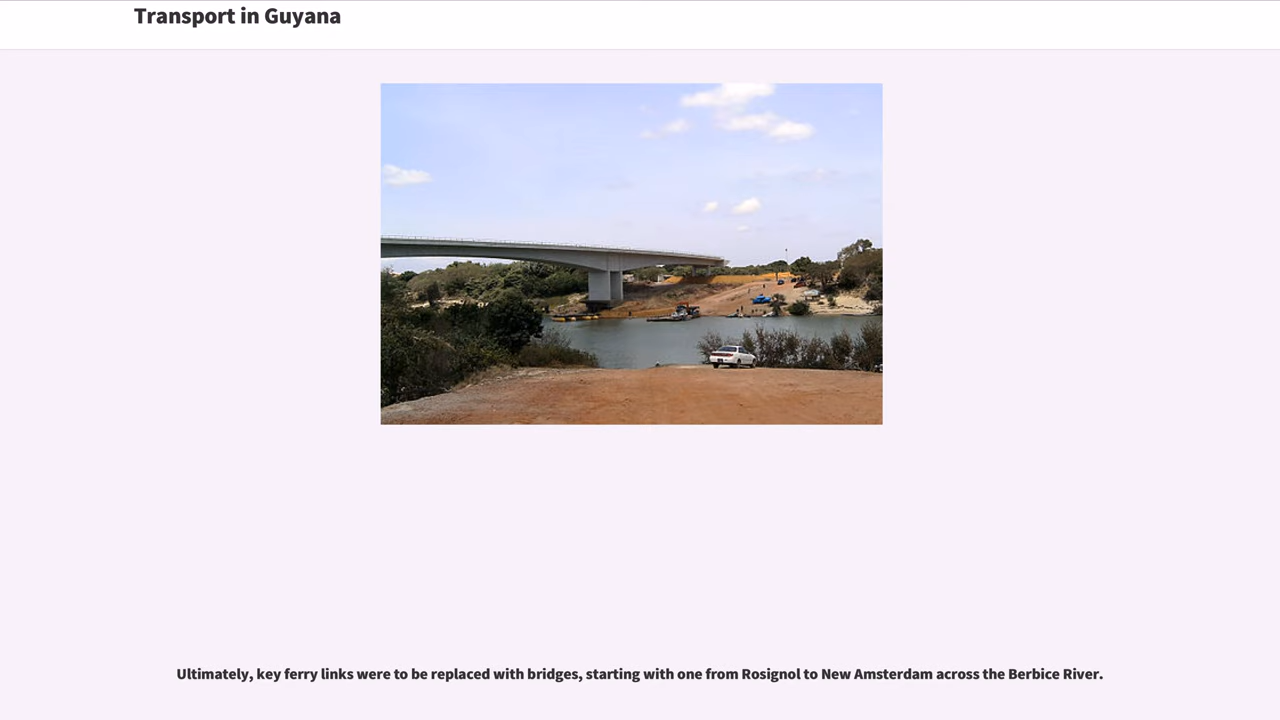 Transport in Guyana
Ultimately, key ferry links were to be replaced with bridges, starting with one from Rosignol to New Amsterdam across the Berbice River.